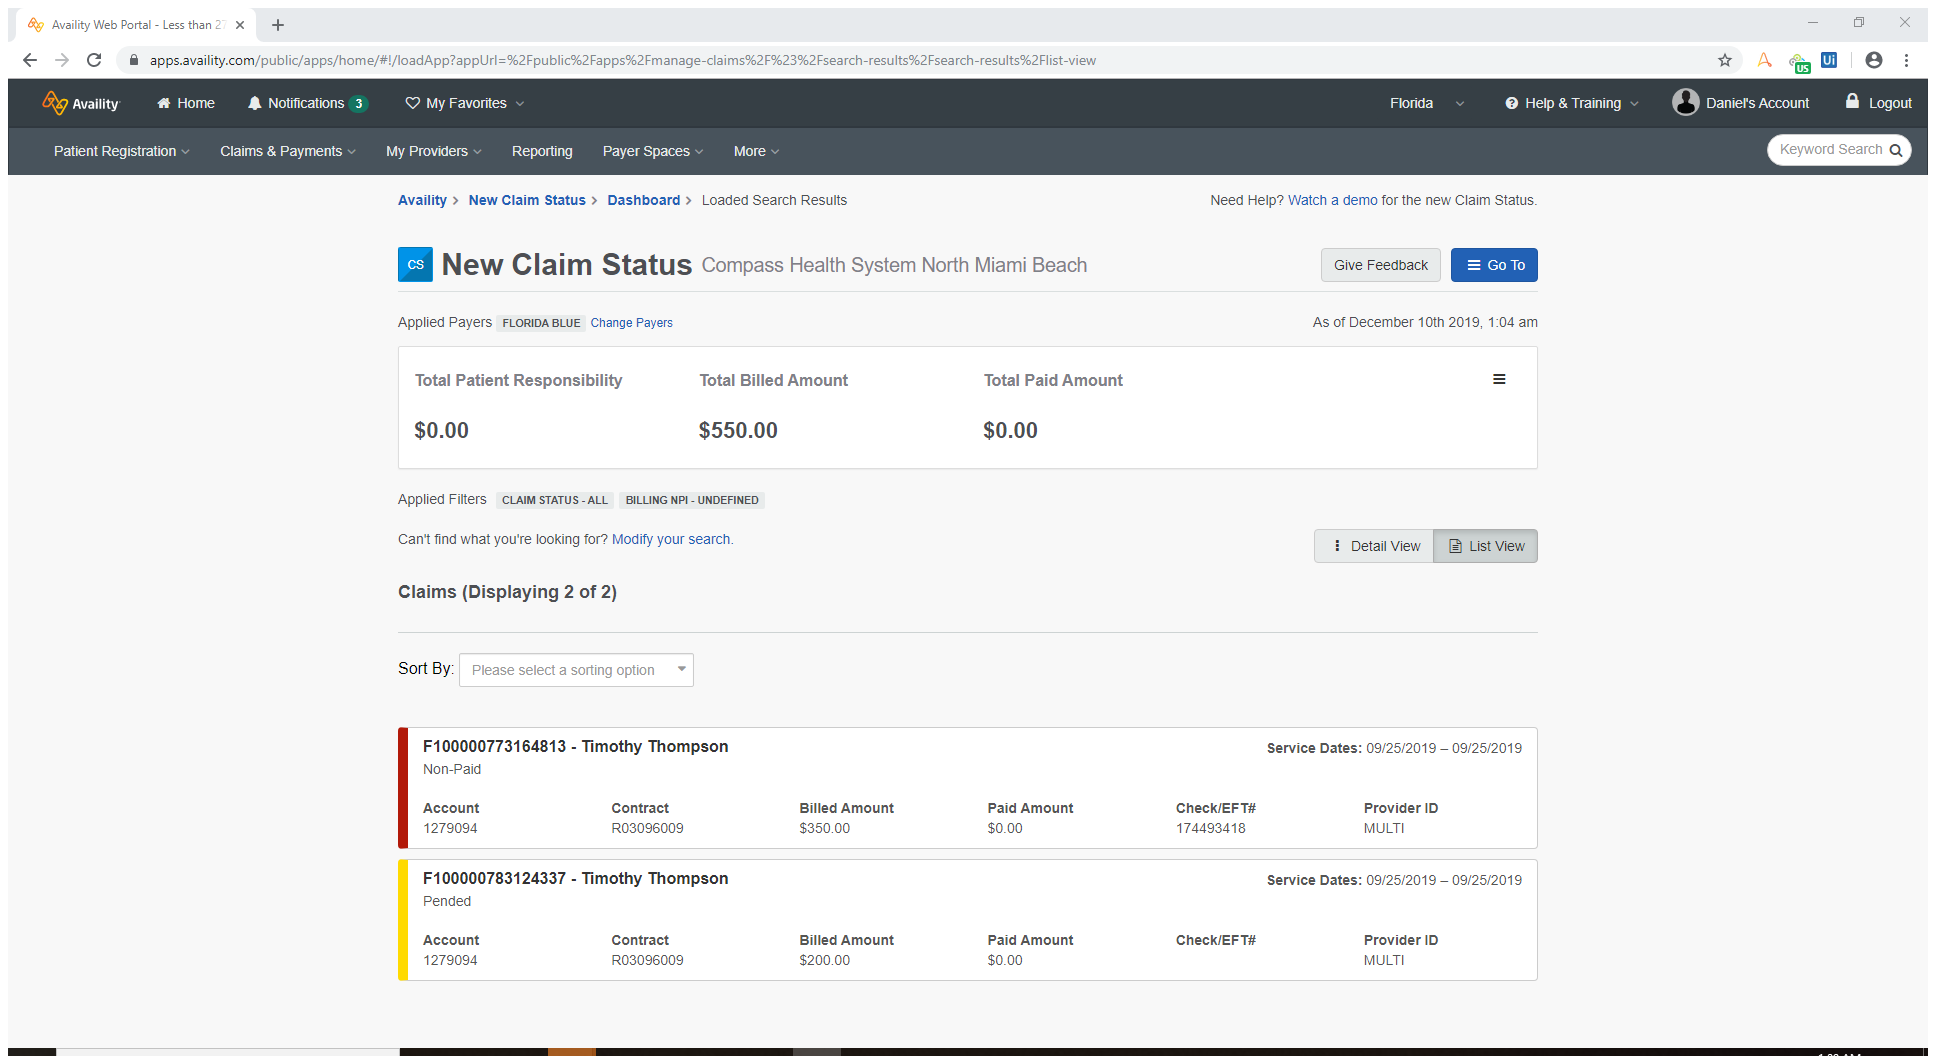 Availity Web Portal - Less than 27
apps.availity.com/public/apps/home/#!/loadApp?appUrl=%2Fpublic%2Fapps%2Fmanage-claims%2F%23%2Fsearch-results%2Fsearch-results%2Flist-view
US
Ui
Availity Home Notifications 3 My Favorites Florida Help & Training Daniel's Account Logout
Patient Registration Claims & Payments My Providers Reporting Payer Spaces More Keyword Search
Availity > New Claim Status > Dashboard > Loaded Search Results Need Help? Watch a demo for the new Claim Status.
CS New Claim Status Compass Health System North Miami Beach Give Feedback Go To
Applied Payers FLORIDA BLUE Change Payers As of December 10th 2019, 1:04 am
Total Patient Responsibility Total Billed Amount Total Paid Amount
$0.00 $550.00 $0.00
Applied Filters CLAIM STATUS - ALL BILLING NPI - UNDEFINED
Can't find what you're looking for? Modify your search.
Detail View List View
Claims (Displaying 2 of 2)
Sort By: Please select a sorting option
F100000773164813 - Timothy Thompson Service Dates: 09/25/2019 – 09/25/2019
Non-Paid
Account Contract Billed Amount Paid Amount Check/EFT# Provider ID
1279094 R03096009 $350.00 $0.00 174493418 MULTI
F100000783124337 - Timothy Thompson Service Dates: 09/25/2019 – 09/25/2019
Pended
Account Contract Billed Amount Paid Amount Check/EFT# Provider ID
1279094 R03096009 $200.00 $0.00 MULTI